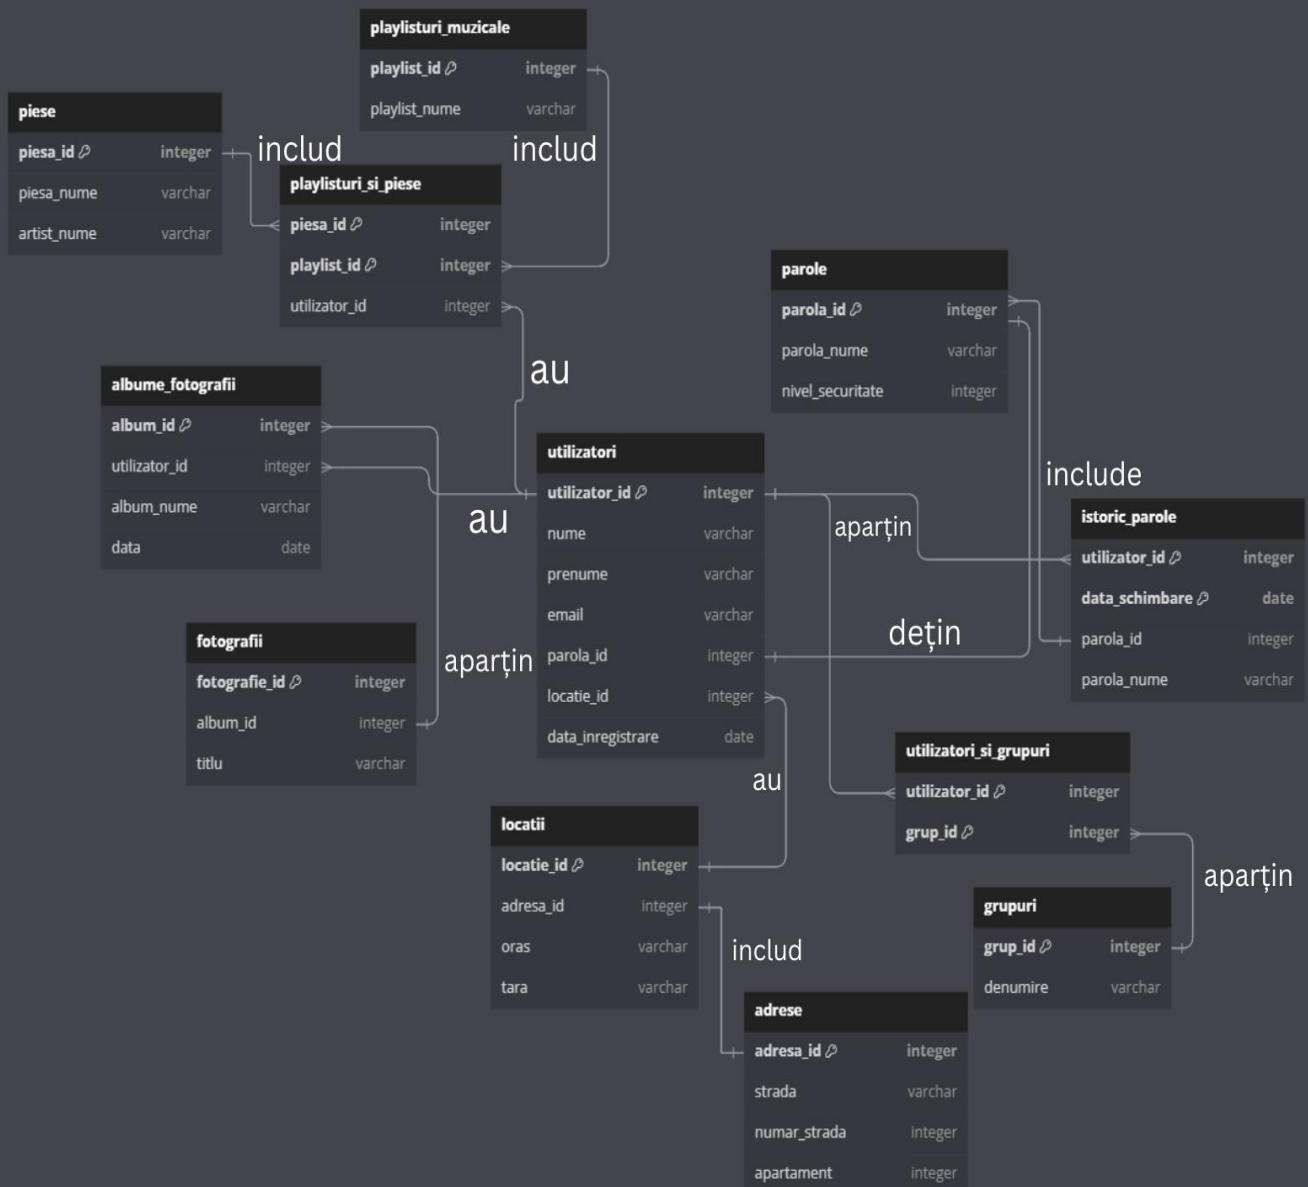 playlisturi_muzicale
playlist_id integer
playlist_nume varchar
piese
piesa_id integer
piesa_nume varchar
artist_nume varchar
includ
includ
playlisturi_si_piese
piesa_id integer
playlist_id integer
utilizator_id integer
au
parole
parola_id integer
parola_nume varchar
nivel_securitate integer
albume_fotografii
album_id integer
utilizator_id integer
album_nume varchar
data date
au
utilizatori
utilizator_id integer
nume varchar
prenume varchar
email varchar
parola_id integer
locatie_id integer
data_inregistrare date
aparțin
include
istoric_parole
utilizator_id integer
data_schimbare date
parola_id integer
parola_nume varchar
dețin
fotografii
fotografie_id integer
album_id integer
titlu varchar
aparțin
au
utilizatori_si_grupuri
utilizator_id integer
grup_id integer
aparțin
locatii
locatie_id integer
adresa_id integer
oras varchar
tara varchar
includ
grupuri
grup_id integer
denumire varchar
adrese
adresa_id integer
strada varchar
numar_strada integer
apartament integer